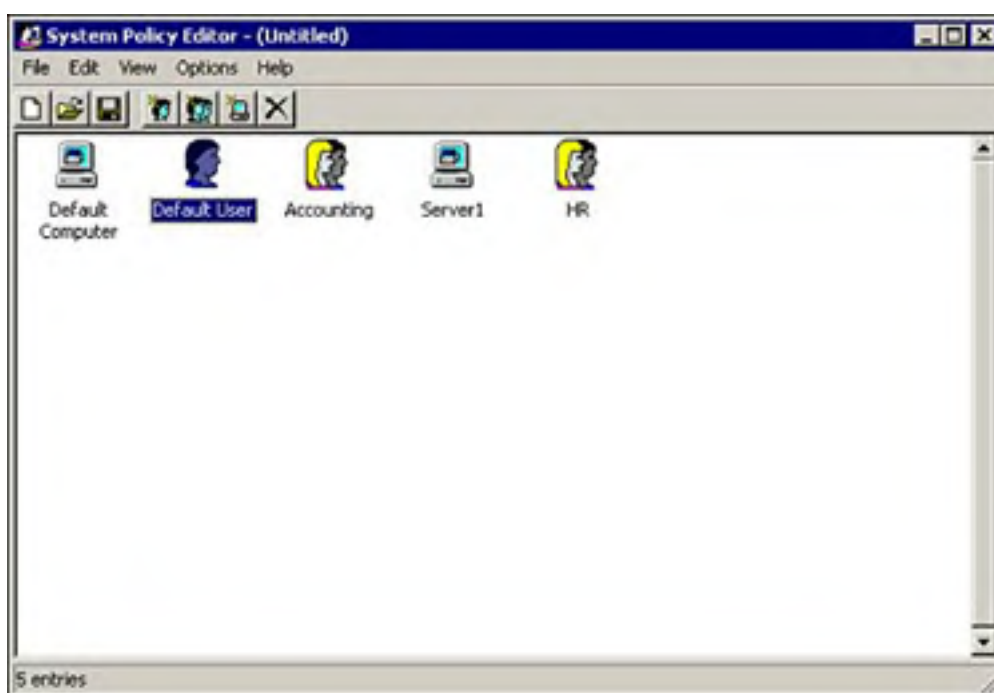 System Policy Editor - (Untitled)
File Edit View Options Help
Default Computer
Default User
Accounting
Server1
HR
5 entries